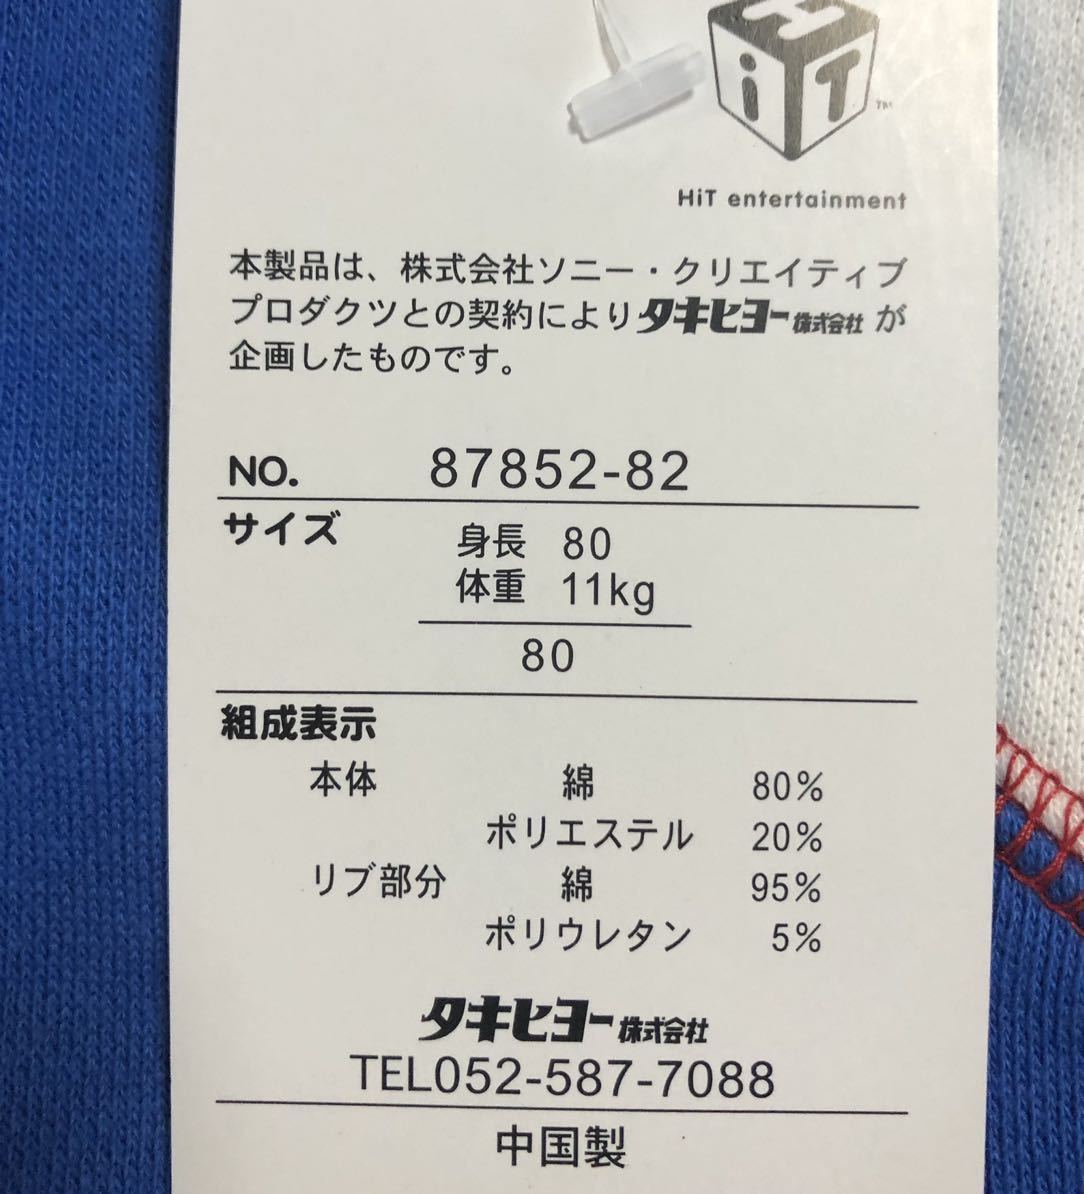 HiT
TM
HiT entertainment
本製品は、株式会社ソニー・クリエイティブ
プロダクツとの契約によりタキヒヨー株式会社が
企画したものです。
NO. 87852-82
サイズ 身長 80
体重 11kg
80
組成表示
本体 綿 80%
ポリエステル 20%
リブ部分 綿 95%
ポリウレタン 5%
タキヒヨー株式会社
TEL052-587-7088
中国製